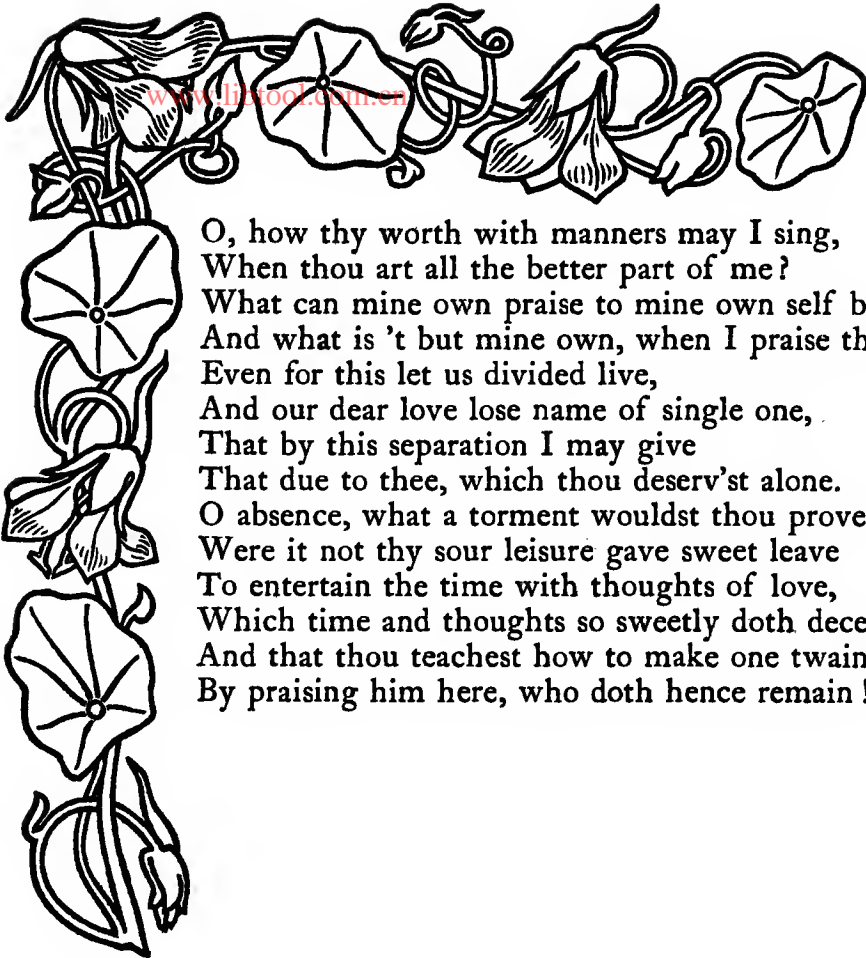 www.libtool.com.cn
O, how thy worth with manners may I sing,
When thou art all the better part of me?
What can mine own praise to mine own self b
And what is 't but mine own, when I praise th
Even for this let us divided live,
And our dear love lose name of single one,
That by this separation I may give
That due to thee, which thou deserv'st alone.
O absence, what a torment wouldst thou prove
Were it not thy sour leisure gave sweet leave
To entertain the time with thoughts of love,
Which time and thoughts so sweetly doth dece
And that thou teachest how to make one twain
By praising him here, who doth hence remain!